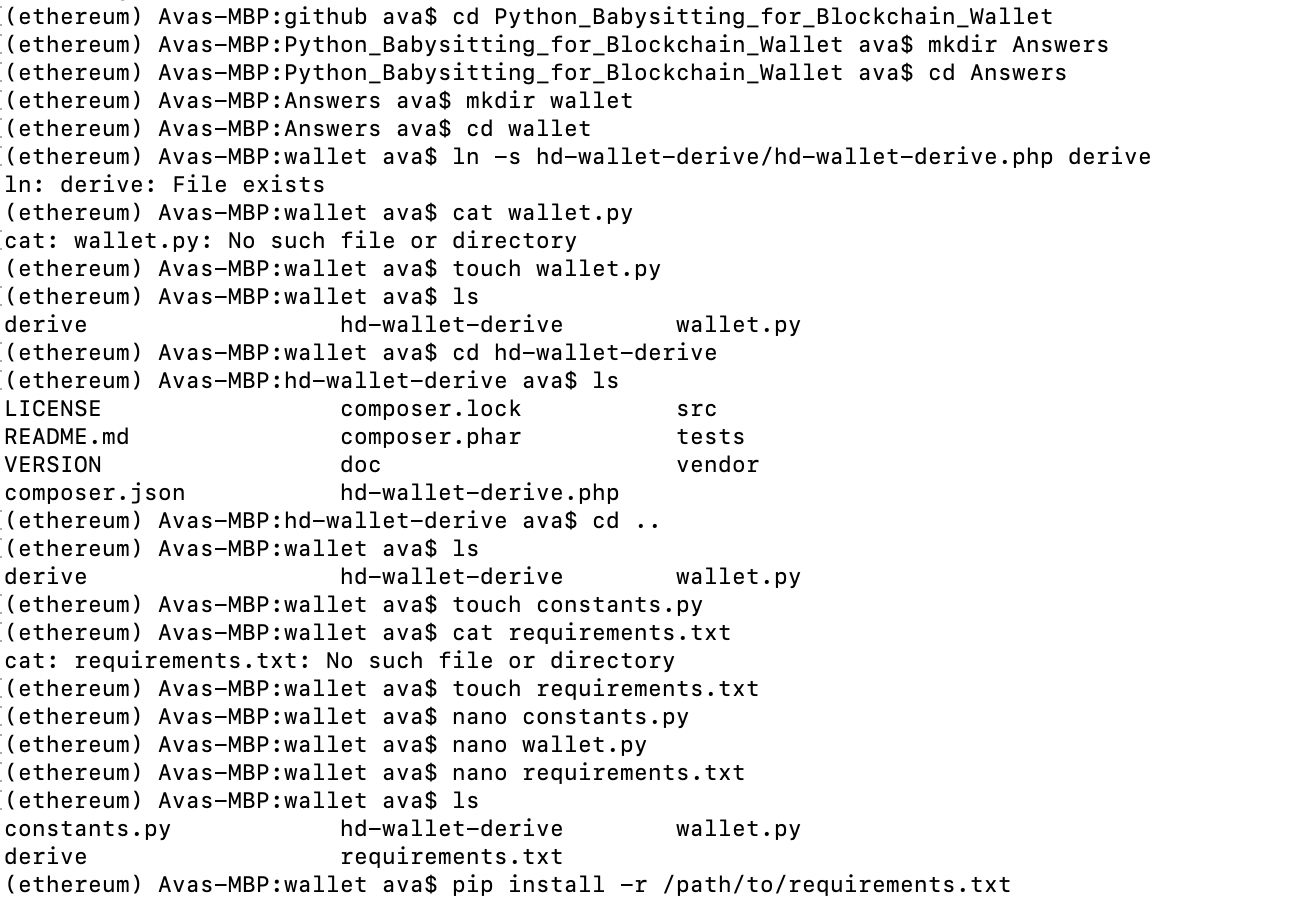 (ethereum) Avas-MBP:github ava$ cd Python_Babysitting_for_Blockchain_Wallet
(ethereum) Avas-MBP:Python_Babysitting_for_Blockchain_Wallet ava$ mkdir Answers
(ethereum) Avas-MBP:Python_Babysitting_for_Blockchain_Wallet ava$ cd Answers
(ethereum) Avas-MBP:Answers ava$ mkdir wallet
(ethereum) Avas-MBP:Answers ava$ cd wallet
(ethereum) Avas-MBP:wallet ava$ ln -s hd-wallet-derive/hd-wallet-derive.php derive
ln: derive: File exists
(ethereum) Avas-MBP:wallet ava$ cat wallet.py
cat: wallet.py: No such file or directory
(ethereum) Avas-MBP:wallet ava$ touch wallet.py
(ethereum) Avas-MBP:wallet ava$ ls
derive hd-wallet-derive wallet.py
(ethereum) Avas-MBP:wallet ava$ cd hd-wallet-derive
(ethereum) Avas-MBP:hd-wallet-derive ava$ ls
LICENSE composer.lock src
README.md composer.phar tests
VERSION doc vendor
composer.json hd-wallet-derive.php
(ethereum) Avas-MBP:hd-wallet-derive ava$ cd ..
(ethereum) Avas-MBP:wallet ava$ ls
derive hd-wallet-derive wallet.py
(ethereum) Avas-MBP:wallet ava$ touch constants.py
(ethereum) Avas-MBP:wallet ava$ cat requirements.txt
cat: requirements.txt: No such file or directory
(ethereum) Avas-MBP:wallet ava$ touch requirements.txt
(ethereum) Avas-MBP:wallet ava$ nano constants.py
(ethereum) Avas-MBP:wallet ava$ nano wallet.py
(ethereum) Avas-MBP:wallet ava$ nano requirements.txt
(ethereum) Avas-MBP:wallet ava$ ls
constants.py hd-wallet-derive wallet.py
derive requirements.txt
(ethereum) Avas-MBP:wallet ava$ pip install -r /path/to/requirements.txt